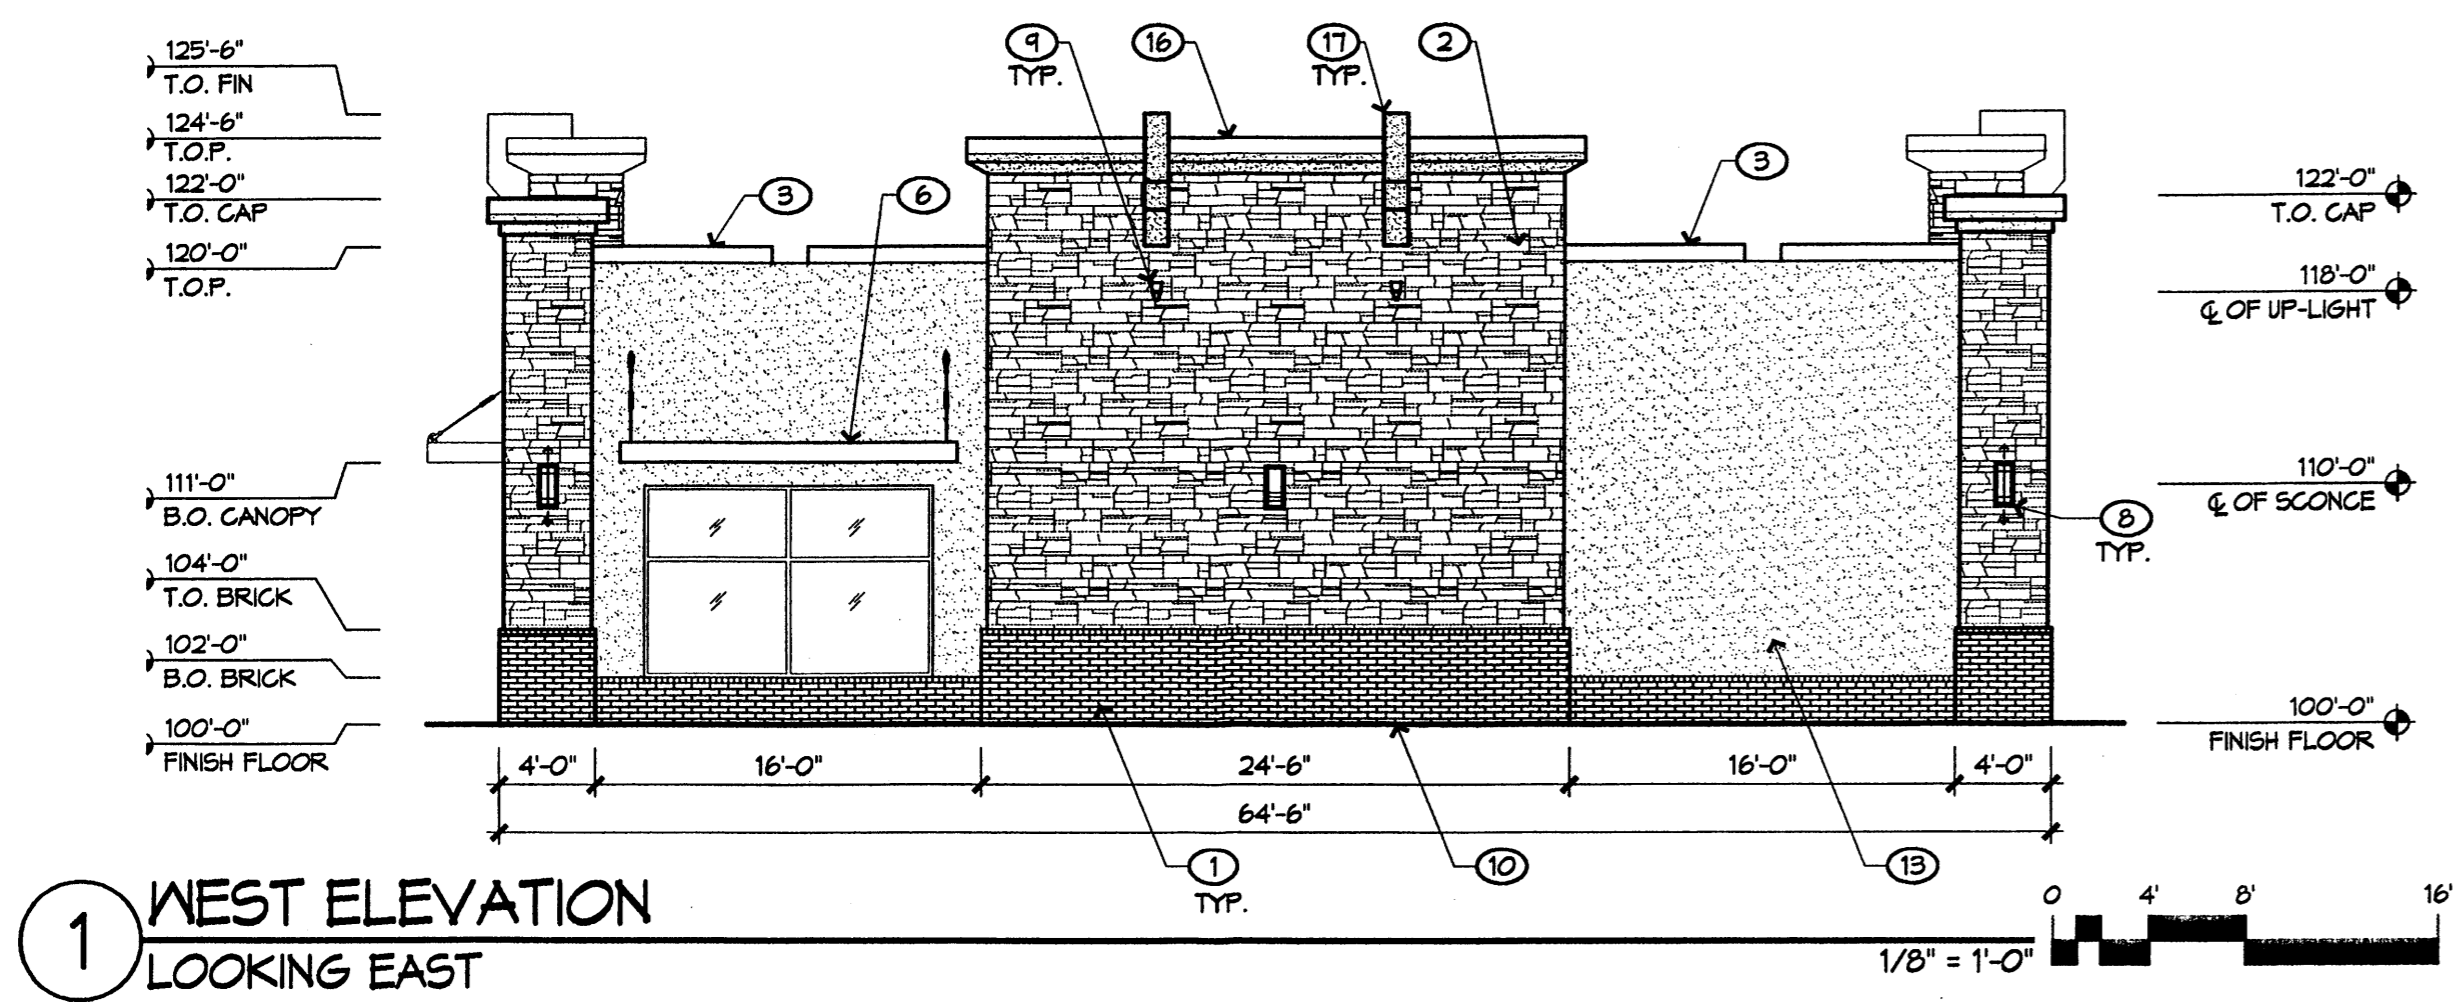 125'-6"
T.O. FIN
124'-6"
T.O.P.
122'-0"
T.O. CAP
120'-0"
T.O.P.
111'-0"
B.O. CANOPY
104'-0"
T.O. BRICK
102'-0"
B.O. BRICK
100'-0"
FINISH FLOOR
9
TYP.
16
17
TYP.
2
3
6
3
122'-0"
T.O. CAP
118'-0"
℄ OF UP-LIGHT
110'-0"
℄ OF SCONCE
8
TYP.
100'-0"
FINISH FLOOR
4'-0" 16'-0" 24'-6" 16'-0" 4'-0"
64'-6"
1
TYP.
10
13
1
WEST ELEVATION
LOOKING EAST
1/8" = 1'-0"
0 4' 8' 16'